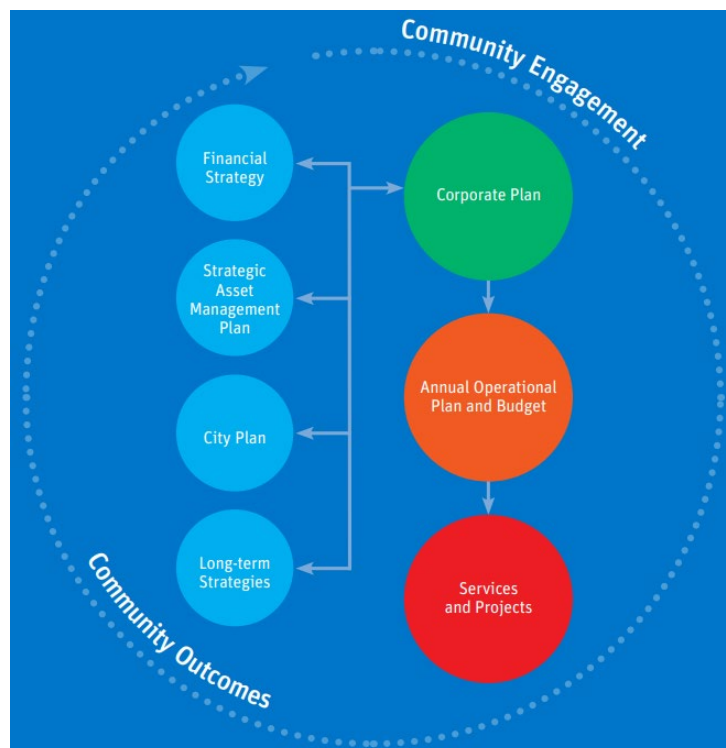 Community Engagement
Financial
Strategy
Corporate Plan
Strategic
Asset
Management
Plan
Annual Operational
Plan and Budget
City Plan
Long-term
Strategies
Services
and Projects
Community Outcomes